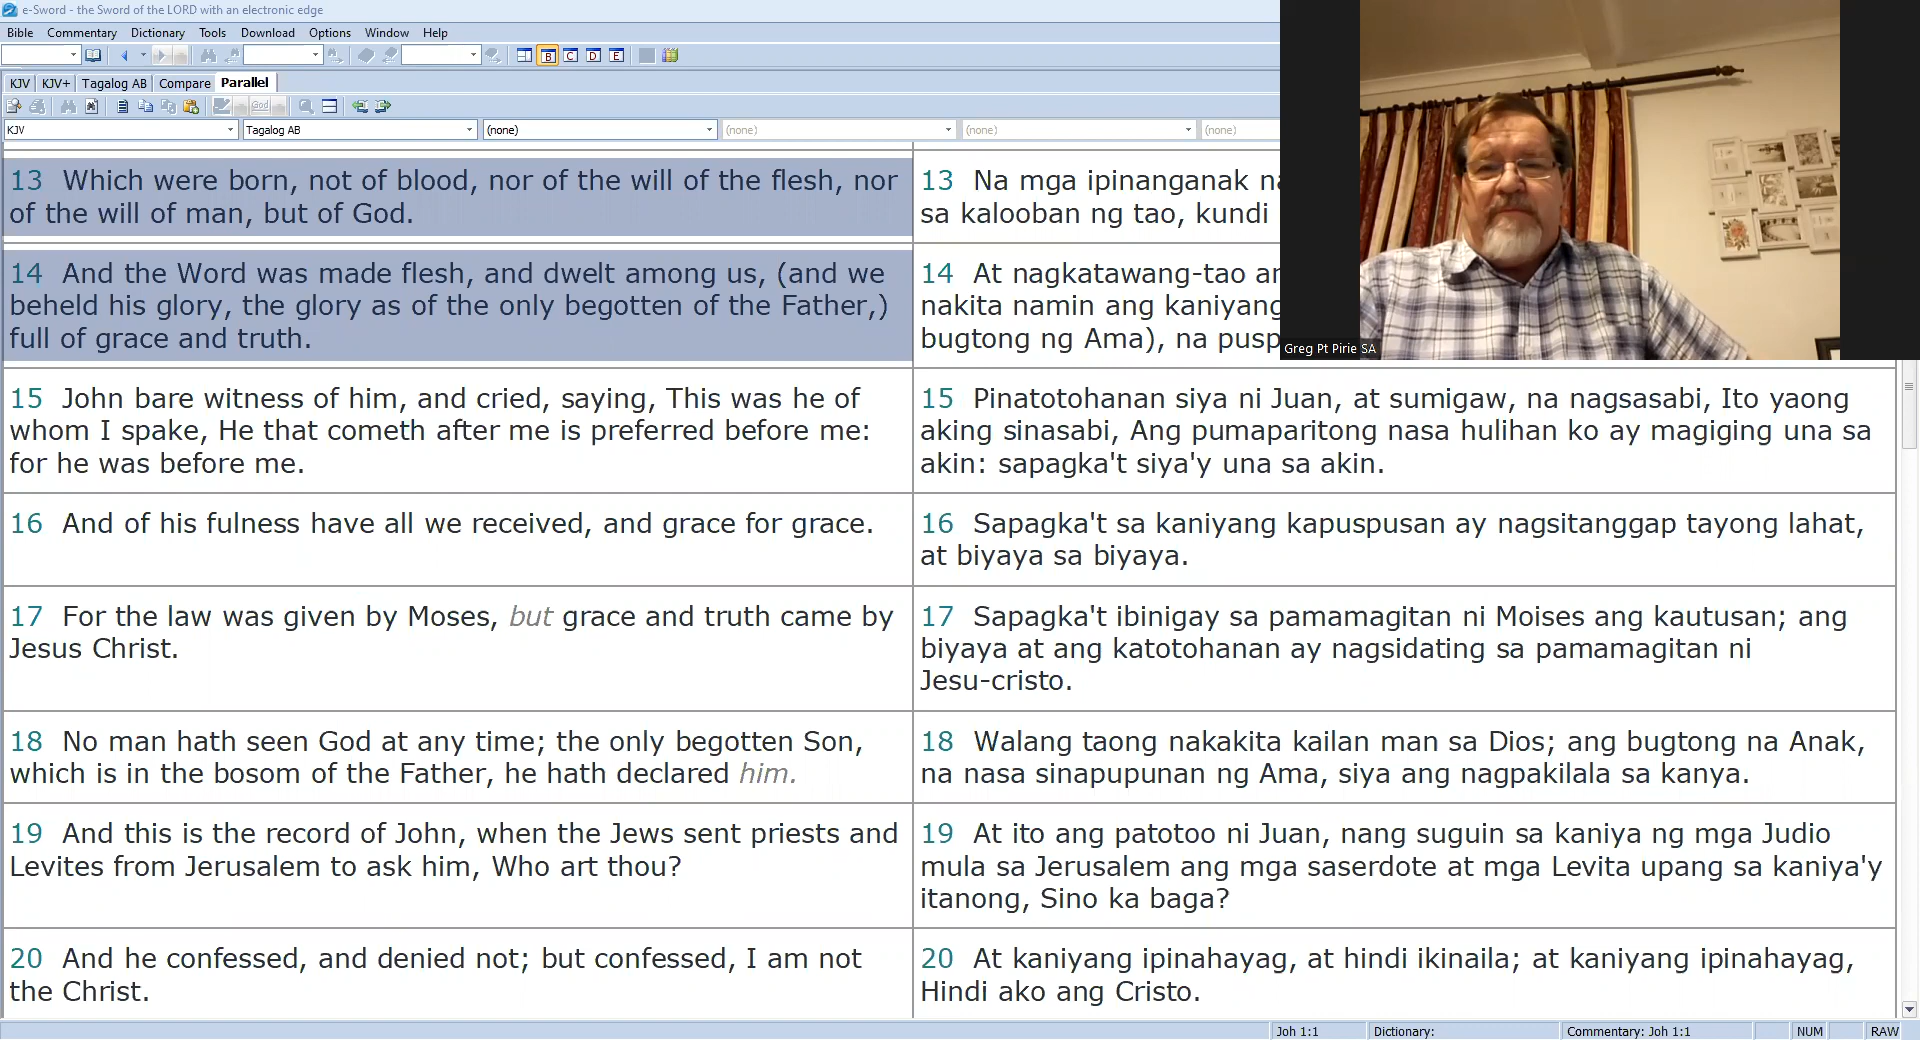 e-Sword - the Sword of the LORD with an electronic edge
Bible Commentary Dictionary Tools Download Options Window Help
B C D E
KJV KJV+ Tagalog AB Compare Parallel
God
KJV Tagalog AB (none) (none) (none) (none)
13 Which were born, not of blood, nor of the will of the flesh, nor
of the will of man, but of God.
14 And the Word was made flesh, and dwelt among us, (and we
beheld his glory, the glory as of the only begotten of the Father,)
full of grace and truth.
15 John bare witness of him, and cried, saying, This was he of
whom I spake, He that cometh after me is preferred before me:
for he was before me.
16 And of his fulness have all we received, and grace for grace.
17 For the law was given by Moses, but grace and truth came by
Jesus Christ.
18 No man hath seen God at any time; the only begotten Son,
which is in the bosom of the Father, he hath declared him.
19 And this is the record of John, when the Jews sent priests and
Levites from Jerusalem to ask him, Who art thou?
20 And he confessed, and denied not; but confessed, I am not
the Christ.
13 Na mga ipinanganak
sa kalooban ng tao, kundi
14 At nagkatawang-tao
nakita namin ang kaniyang
bugtong ng Ama), na
15 Pinatotohanan siya ni Juan, at sumigaw, na nagsasabi, Ito yaong
aking sinasabi, Ang pumaparitong nasa hulihan ko ay magiging una sa
akin: sapagka't siya'y una sa akin.
16 Sapagka't sa kaniyang kapuspusan ay nagsitanggap tayong lahat,
at biyaya sa biyaya.
17 Sapagka't ibinigay sa pamamagitan ni Moises ang kautusan; ang
biyaya at ang katotohanan ay nagsidating sa pamamagitan ni
Jesu-cristo.
18 Walang taong nakakita kailan man sa Dios; ang bugtong na Anak,
na nasa sinapupunan ng Ama, siya ang nagpakilala sa kanya.
19 At ito ang patotoo ni Juan, nang suguin sa kaniya ng mga Judio
mula sa Jerusalem ang mga saserdote at mga Levita upang sa kaniya'y
itanong, Sino ka baga?
20 At kaniyang ipinahayag, at hindi ikinaila; at kaniyang ipinahayag,
Hindi ako ang Cristo.
Greg Pt Pirie SA
Joh 1:1 Dictionary: Commentary: Joh 1:1 NUM RAW